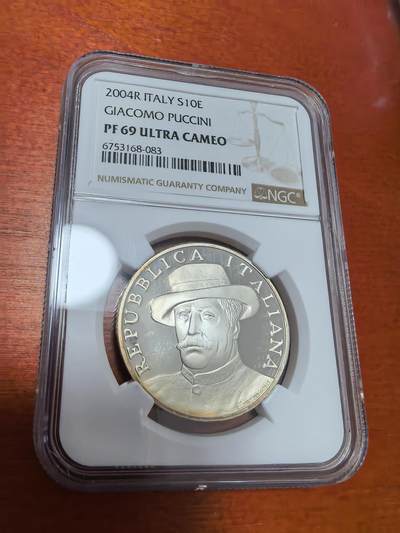 2004R ITALY S10E
GIACOMO PUCCINI
PF 69 ULTRA CAMEO
6753168-083
NUMISMATIC GUARANTY COMPANY
NGC
REPUBBLICA ITALIANA